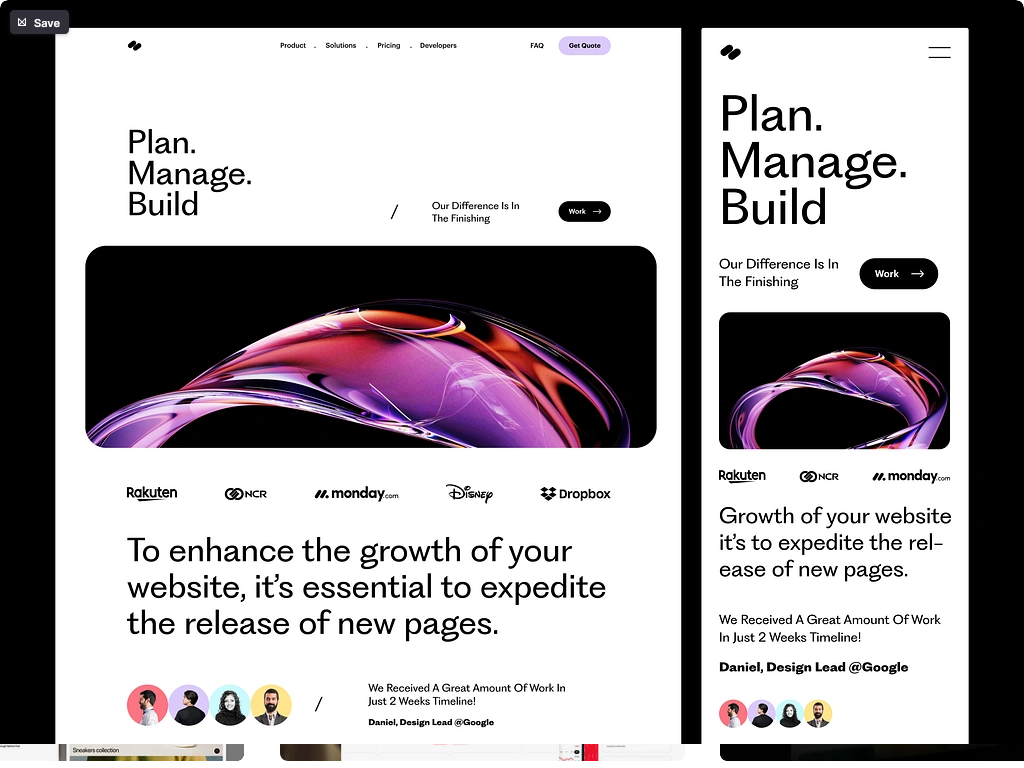 Save
Product . Solutions . Pricing . Developers
FAQ
Get Quote
Plan.
Manage.
Build
/
Our Difference Is In
The Finishing
Work →
Rakuten
NCR
monday.com
Disney
Dropbox
To enhance the growth of your
website, it’s essential to expedite
the release of new pages.
/
We Received A Great Amount Of Work In
Just 2 Weeks Timeline!
Daniel, Design Lead @Google
Plan.
Manage.
Build
Our Difference Is In
The Finishing
Work →
Rakuten
NCR
monday.com
Growth of your website
it’s to expedite the rel–
ease of new pages.
We Received A Great Amount Of Work
In Just 2 Weeks Timeline!
Daniel, Design Lead @Google
Sneakers collection